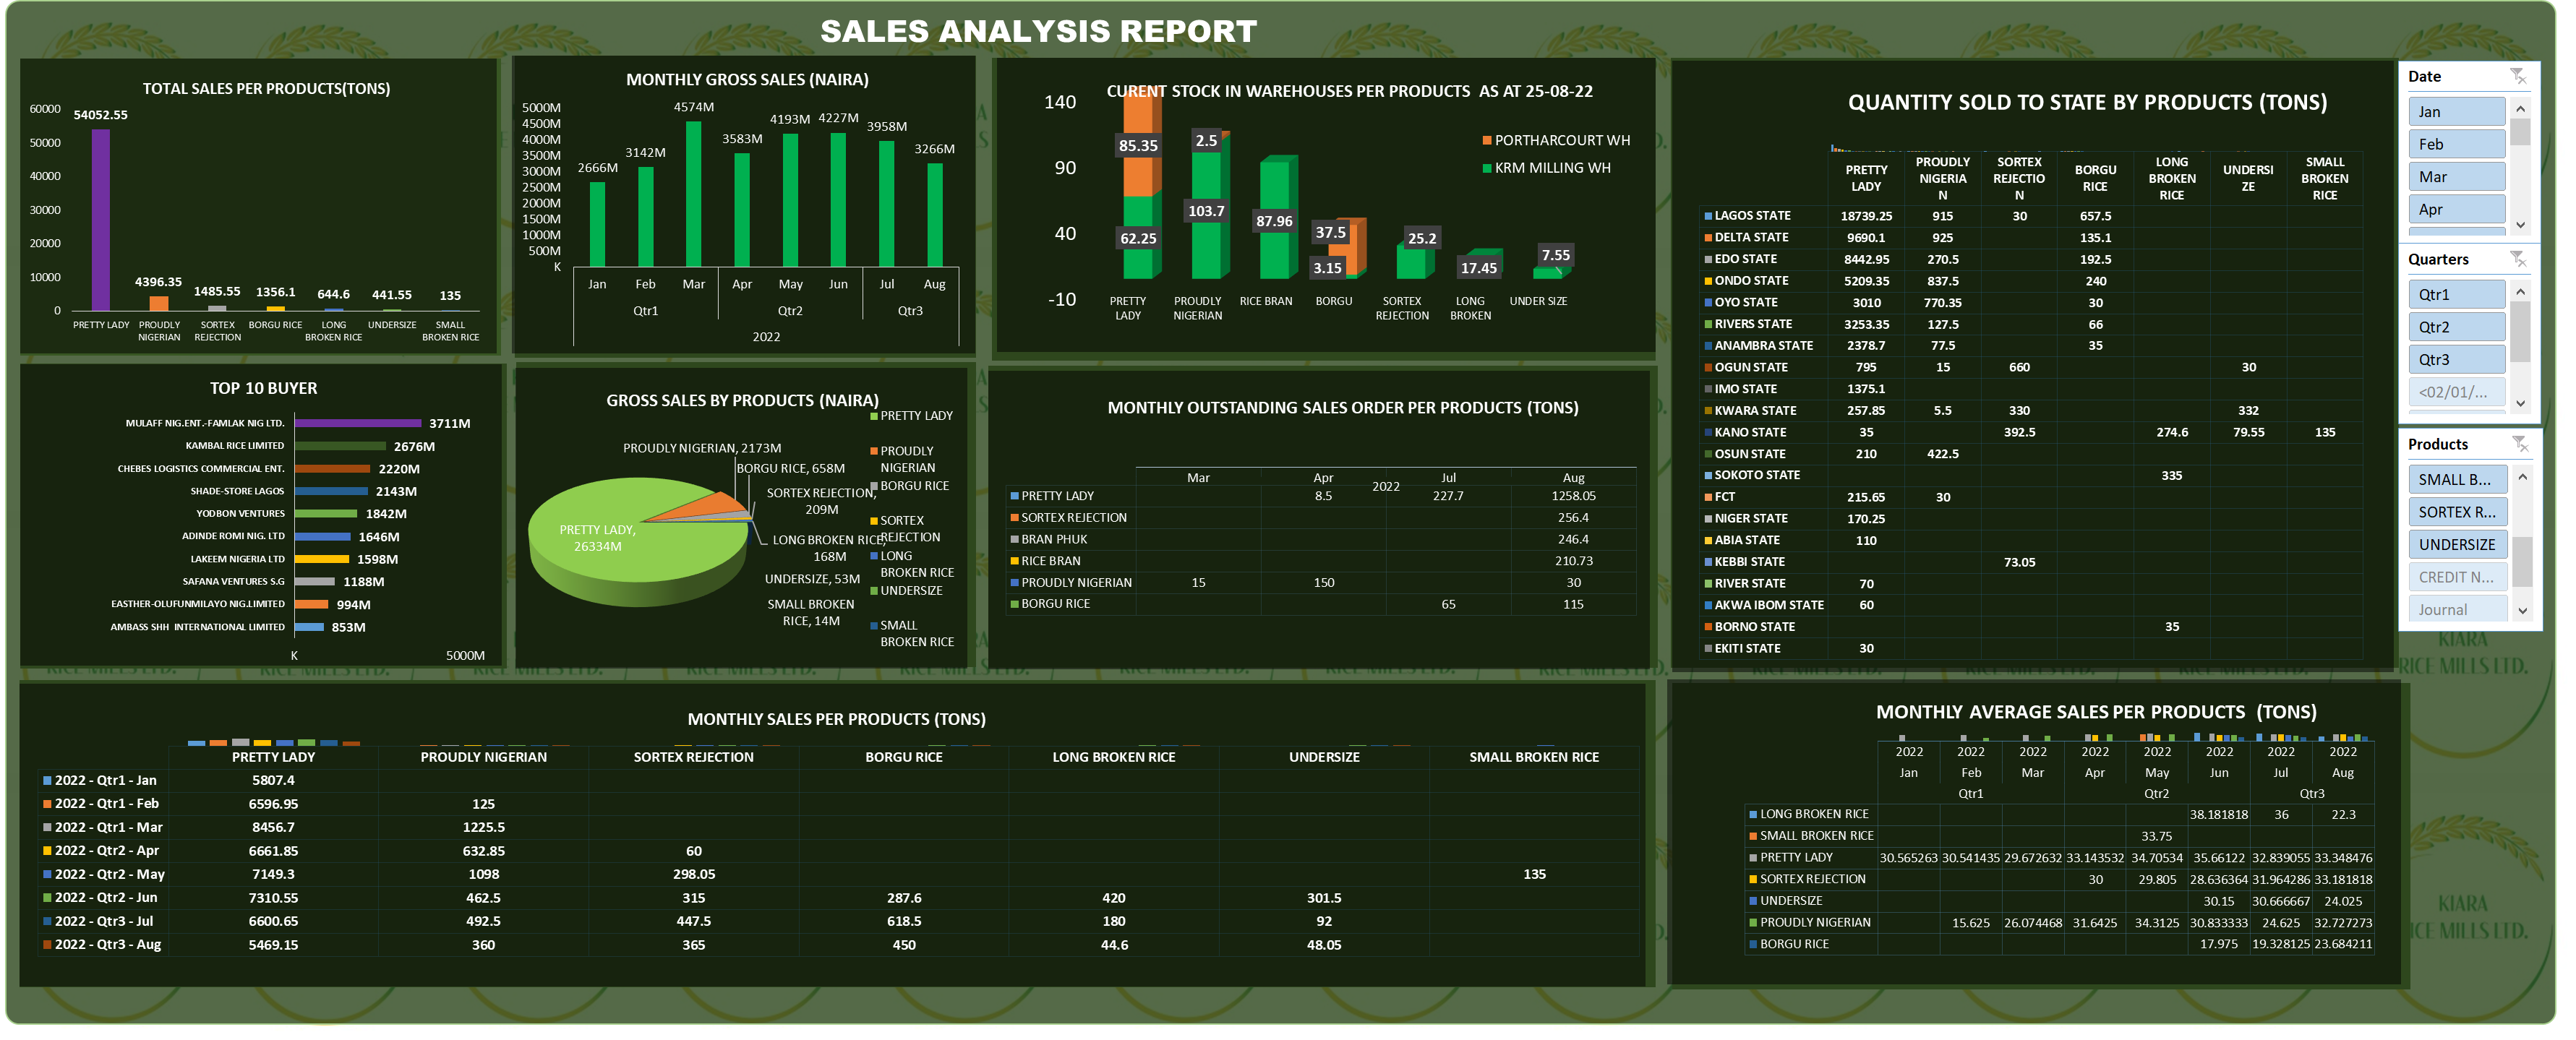 SALES ANALYSIS REPORT
TOTAL SALES PER PRODUCTS(TONS)
60000
50000
40000
30000
20000
10000
0
54052.55
4396.35
1485.55
1356.1
644.6
441.55
135
PRETTY LADY
PROUDLY NIGERIAN
SORTEX REJECTION
BORGU RICE
LONG BROKEN RICE
UNDERSIZE
SMALL BROKEN RICE
MONTHLY GROSS SALES (NAIRA)
5000M
4500M
4000M
3500M
3000M
2500M
2000M
1500M
1000M
500M
K
2666M
3142M
4574M
3583M
4193M
4227M
3958M
3266M
Jan Feb Mar Apr May Jun Jul Aug
Qtr1 Qtr2 Qtr3
2022
CURENT STOCK IN WAREHOUSES PER PRODUCTS AS AT 25-08-22
140
90
40
-10
85.35
62.25
2.5
103.7
87.96
37.5
3.15
25.2
17.45
7.55
PORTHARCOURT WH
KRM MILLING WH
PRETTY LADY
PROUDLY NIGERIAN
RICE BRAN
BORGU
SORTEX REJECTION
LONG BROKEN
UNDER SIZE
QUANTITY SOLD TO STATE BY PRODUCTS (TONS)
PRETTY LADY PROUDLY NIGERIA N SORTEX REJECTIO N BORGU RICE LONG BROKEN RICE UNDERSI ZE SMALL BROKEN RICE
LAGOS STATE 18739.25 915 30 657.5
DELTA STATE 9690.1 925 135.1
EDO STATE 8442.95 270.5 192.5
ONDO STATE 5209.35 837.5 240
OYO STATE 3010 770.35 30
RIVERS STATE 3253.35 127.5 66
ANAMBRA STATE 2378.7 77.5 35
OGUN STATE 795 15 660 30
IMO STATE 1375.1
KWARA STATE 257.85 5.5 330 332
KANO STATE 35 392.5 274.6 79.55 135
OSUN STATE 210 422.5
SOKOTO STATE 335
FCT 215.65 30
NIGER STATE 170.25
ABIA STATE 110
KEBBI STATE 73.05
RIVER STATE 70
AKWA IBOM STATE 60
BORNO STATE 35
EKITI STATE 30
Date
Jan
Feb
Mar
Apr
Quarters
Qtr1
Qtr2
Qtr3
<02/01/...
Products
SMALL B...
SORTEX R...
UNDERSIZE
CREDIT N...
Journal
TOP 10 BUYER
MULAFF NIG.ENT.-FAMLAK NIG LTD. 3711M
KAMBAL RICE LIMITED 2676M
CHEBES LOGISTICS COMMERCIAL ENT. 2220M
SHADE-STORE LAGOS 2143M
YODBON VENTURES 1842M
ADINDE ROMI NIG. LTD 1646M
LAKEEM NIGERIA LTD 1598M
SAFANA VENTURES S.G 1188M
EASTHER-OLUFUNMILAYO NIG.LIMITED 994M
AMBASS SHH INTERNATIONAL LIMITED 853M
K 5000M
GROSS SALES BY PRODUCTS (NAIRA)
PROUDLY NIGERIAN, 2173M
BORGU RICE, 658M
SORTEX REJECTION, 209M
PRETTY LADY, 26334M
LONG BROKEN RICE, 168M
UNDERSIZE, 53M
SMALL BROKEN RICE, 14M
PRETTY LADY
PROUDLY NIGERIAN
BORGU RICE
SORTEX REJECTION
LONG BROKEN RICE
UNDERSIZE
SMALL BROKEN RICE
MONTHLY OUTSTANDING SALES ORDER PER PRODUCTS (TONS)
Mar Apr Jul Aug
2022
PRETTY LADY 8.5 227.7 1258.05
SORTEX REJECTION 256.4
BRAN PHUK 246.4
RICE BRAN 210.73
PROUDLY NIGERIAN 15 150 30
BORGU RICE 65 115
MONTHLY SALES PER PRODUCTS (TONS)
PRETTY LADY PROUDLY NIGERIAN SORTEX REJECTION BORGU RICE LONG BROKEN RICE UNDERSIZE SMALL BROKEN RICE
2022 - Qtr1 - Jan 5807.4
2022 - Qtr1 - Feb 6596.95 125
2022 - Qtr1 - Mar 8456.7 1225.5
2022 - Qtr2 - Apr 6661.85 632.85 60
2022 - Qtr2 - May 7149.3 1098 298.05 135
2022 - Qtr2 - Jun 7310.55 462.5 315 287.6 420 301.5
2022 - Qtr3 - Jul 6600.65 492.5 447.5 618.5 180 92
2022 - Qtr3 - Aug 5469.15 360 365 450 44.6 48.05
MONTHLY AVERAGE SALES PER PRODUCTS (TONS)
2022 2022 2022 2022 2022 2022 2022 2022
Jan Feb Mar Apr May Jun Jul Aug
Qtr1 Qtr2 Qtr3
LONG BROKEN RICE 38.181818 36 22.3
SMALL BROKEN RICE 33.75
PRETTY LADY 30.565263 30.541435 29.672632 33.143532 34.70534 35.66122 32.839055 33.348476
SORTEX REJECTION 30 29.805 28.636364 31.964286 33.181818
UNDERSIZE 30.15 30.666667 24.025
PROUDLY NIGERIAN 15.625 26.074468 31.6425 34.3125 30.833333 24.625 32.727273
BORGU RICE 17.975 19.328125 23.684211
KIARA
RICE MILLS LTD.
KIARA
RICE MILLS LTD.